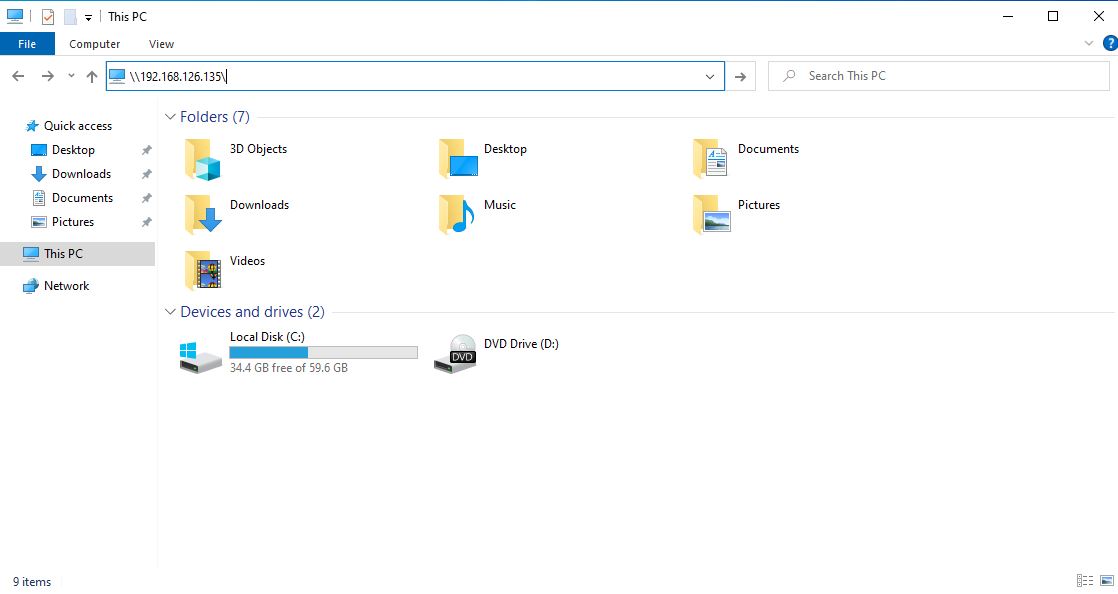 This PC
File Computer View
\\192.168.126.135\
Search This PC
Quick access
Desktop
Downloads
Documents
Pictures
This PC
Network
Folders (7)
3D Objects
Desktop
Documents
Downloads
Music
Pictures
Videos
Devices and drives (2)
Local Disk (C:)
34.4 GB free of 59.6 GB
DVD
DVD Drive (D:)
9 items